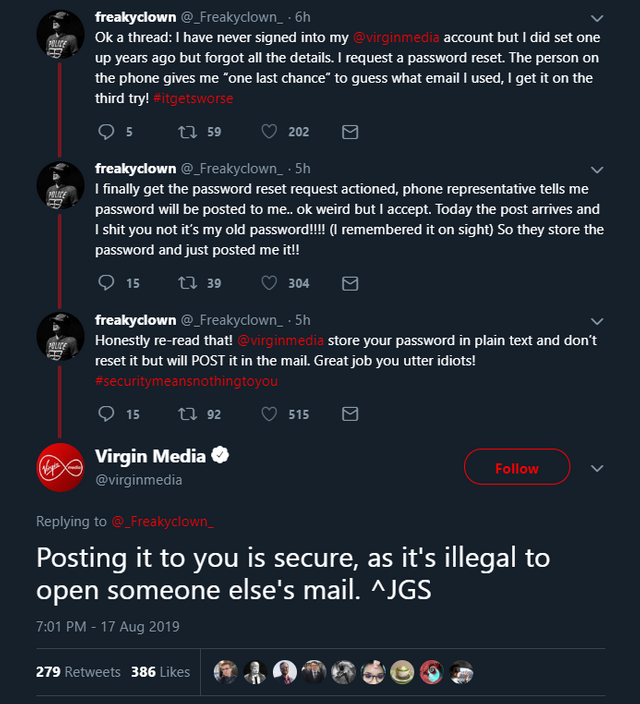 freakyclown @_Freakyclown_ · 6h
Ok a thread: I have never signed into my @virginmedia account but I did set one
up years ago but forgot all the details. I request a password reset. The person on
the phone gives me “one last chance” to guess what email I used, I get it on the
third try! #itgetsworse
5 59 202
freakyclown @_Freakyclown_ · 5h
I finally get the password reset request actioned, phone representative tells me
password will be posted to me.. ok weird but I accept. Today the post arrives and
I shit you not it’s my old password!!!! (I remembered it on sight) So they store the
password and just posted me it!!
15 39 304
freakyclown @_Freakyclown_ · 5h
Honestly re-read that! @virginmedia store your password in plain text and don’t
reset it but will POST it in the mail. Great job you utter idiots!
#securitymeansnothingtoyou
15 92 515
Virgin Media
@virginmedia
Follow
Replying to @_Freakyclown_
Posting it to you is secure, as it's illegal to
open someone else's mail. ^JGS
7:01 PM - 17 Aug 2019
279 Retweets 386 Likes